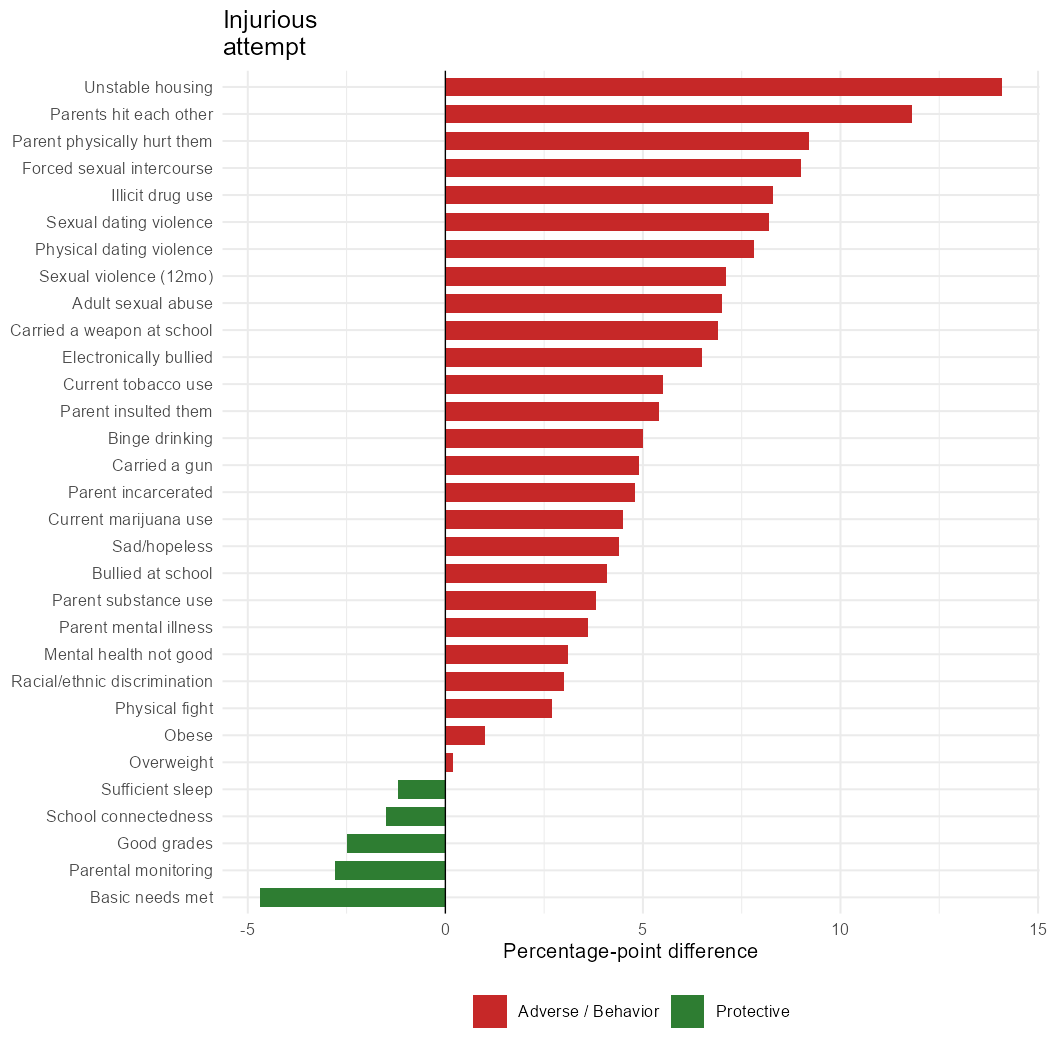 Injurious
attempt
Unstable housing
Parents hit each other
Parent physically hurt them
Forced sexual intercourse
Illicit drug use
Sexual dating violence
Physical dating violence
Sexual violence (12mo)
Adult sexual abuse
Carried a weapon at school
Electronically bullied
Current tobacco use
Parent insulted them
Binge drinking
Carried a gun
Parent incarcerated
Current marijuana use
Sad/hopeless
Bullied at school
Parent substance use
Parent mental illness
Mental health not good
Racial/ethnic discrimination
Physical fight
Obese
Overweight
Sufficient sleep
School connectedness
Good grades
Parental monitoring
Basic needs met
-5 0 5 10 15
Percentage-point difference
Adverse / Behavior Protective